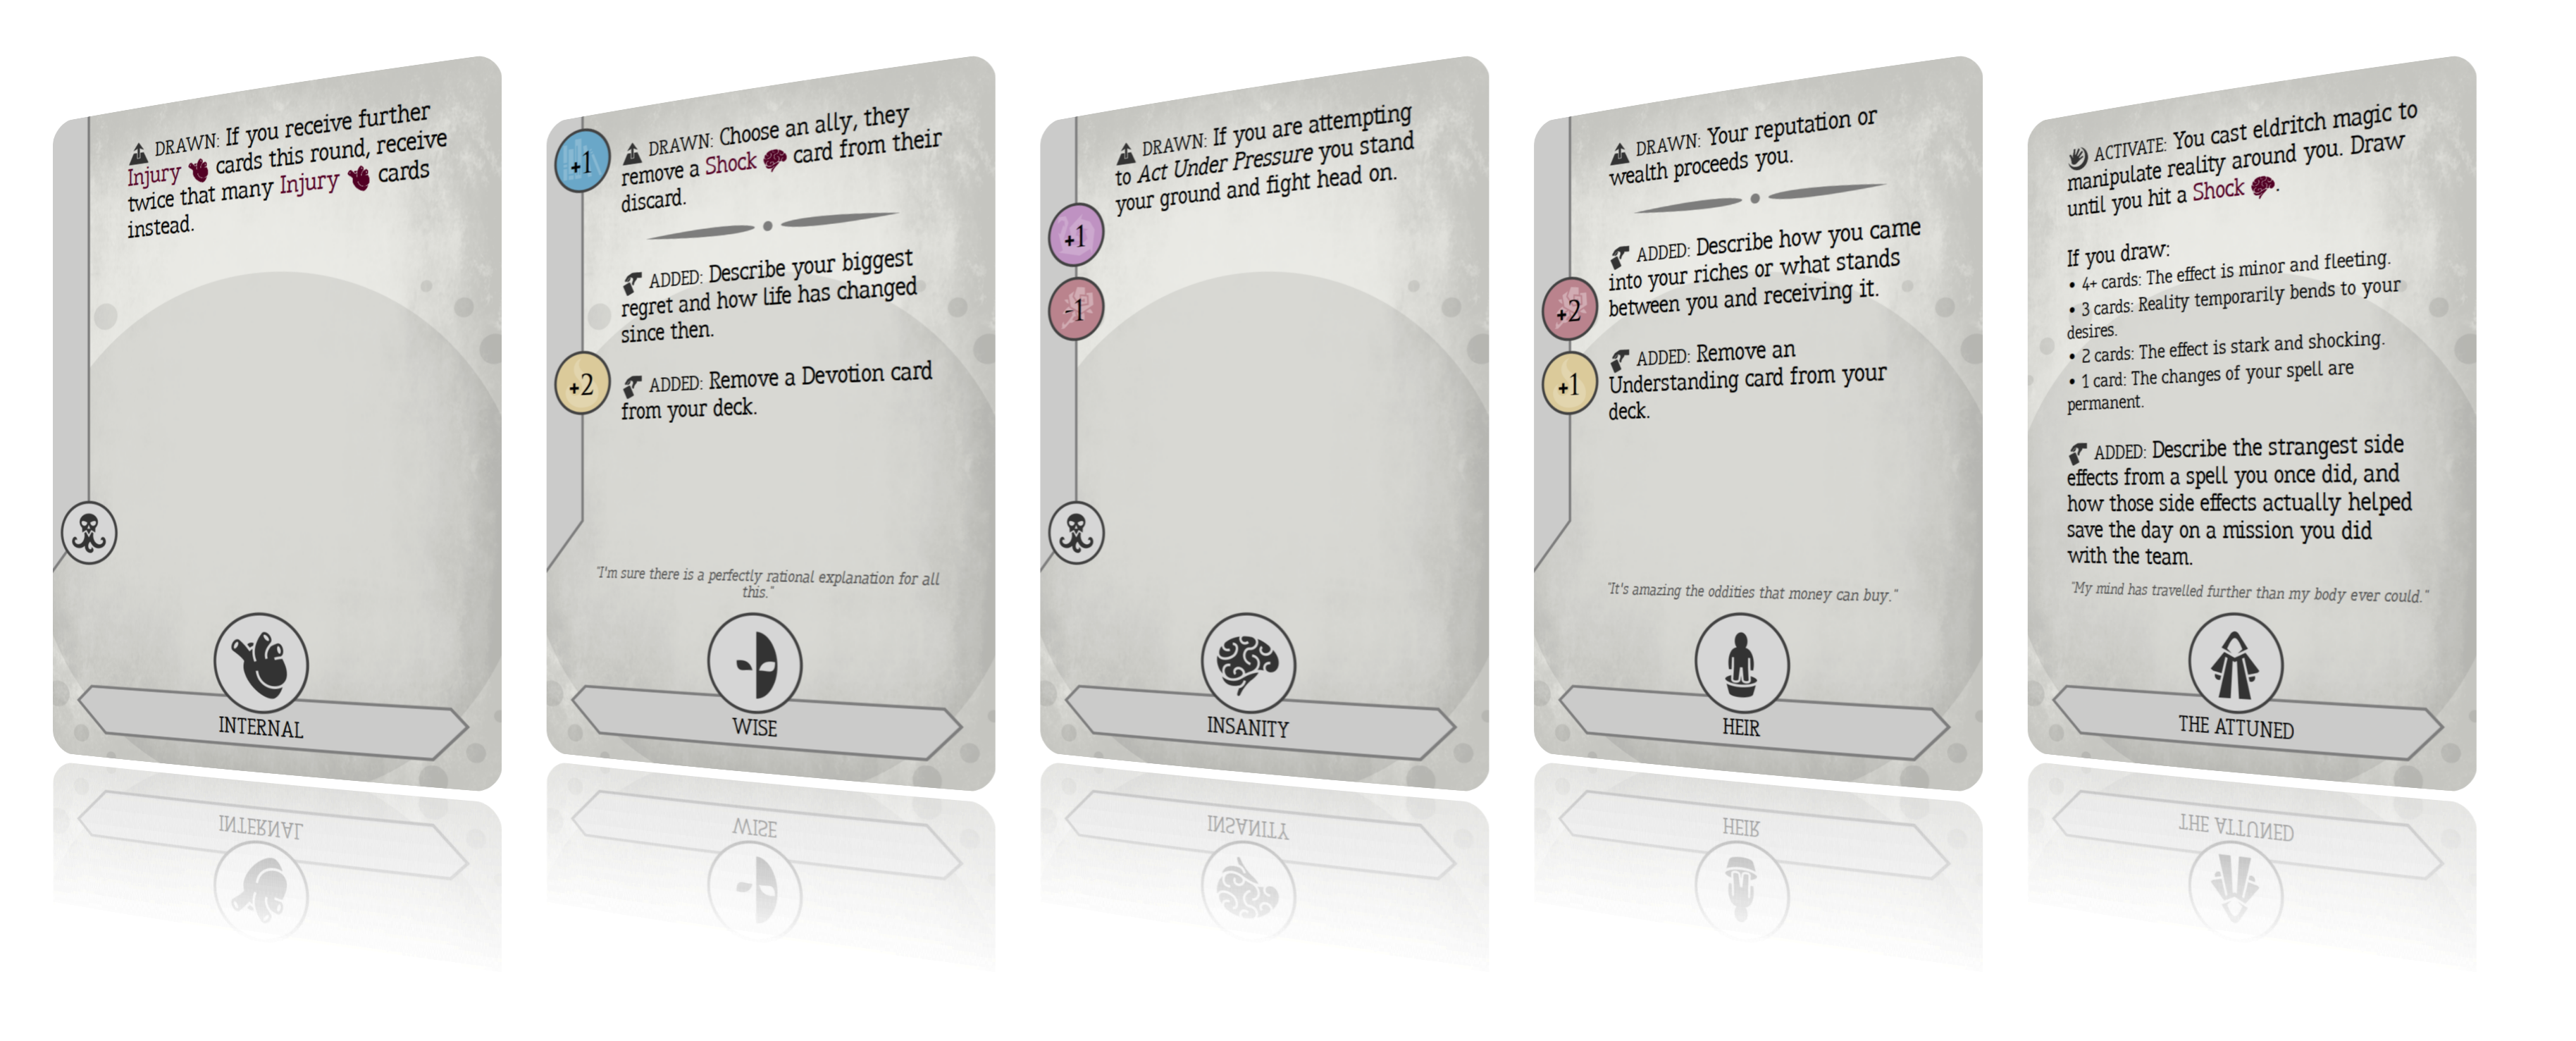 DRAWN: If you receive further
Injury cards this round, receive
twice that many Injury cards
instead.
INTERNAL
+1
DRAWN: Choose an ally, they
remove a Shock card from their
discard.
ADDED: Describe your biggest
regret and how life has changed
since then.
+2
ADDED: Remove a Devotion card
from your deck.
"I'm sure there is a perfectly rational explanation for all
this."
WISE
DRAWN: If you are attempting
to Act Under Pressure you stand
your ground and fight head on.
+1
-1
INSANITY
DRAWN: Your reputation or
wealth proceeds you.
ADDED: Describe how you came
into your riches or what stands
between you and receiving it.
+2
+1
ADDED: Remove an
Understanding card from your
deck.
"It's amazing the oddities that money can buy."
HEIR
ACTIVATE: You cast eldritch magic to
manipulate reality around you. Draw
until you hit a Shock.
If you draw:
• 4+ cards: The effect is minor and fleeting.
• 3 cards: Reality temporarily bends to your
desires.
• 2 cards: The effect is stark and shocking.
• 1 card: The changes of your spell are
permanent.
ADDED: Describe the strangest side
effects from a spell you once did, and
how those side effects actually helped
save the day on a mission you did
with the team.
"My mind has travelled further than my body ever could."
THE ATTUNED
INTERNAL
WISE
INSANITY
HEIR
THE ATTUNED